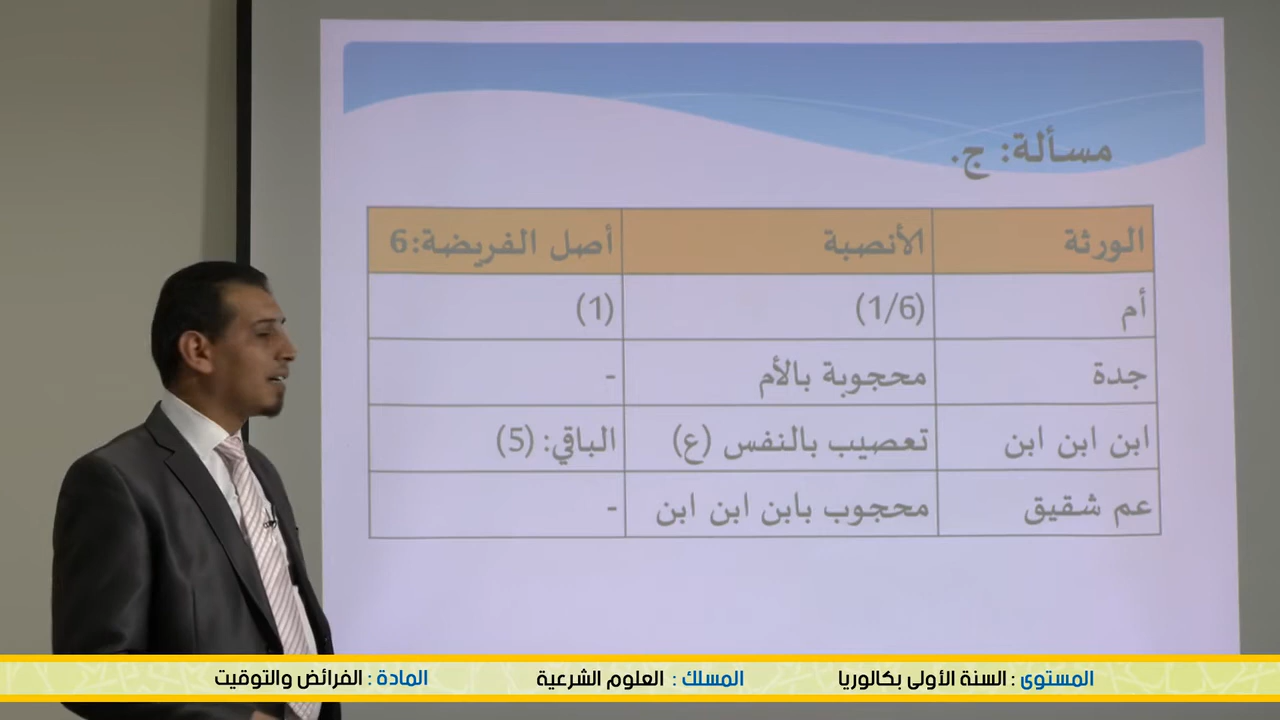 مسألة: ج.
الورثة الأنصبة أصل الفريضة:6
أم (1/6) (1)
جدة محجوبة بالأم -
ابن ابن ابن تعصيب بالنفس (ع) الباقي: (5)
عم شقيق محجوب بابن ابن ابن -
المستوى : السنة الأولى بكالوريا المسلك : العلوم الشرعية المادة : الفرائض والتوقيت